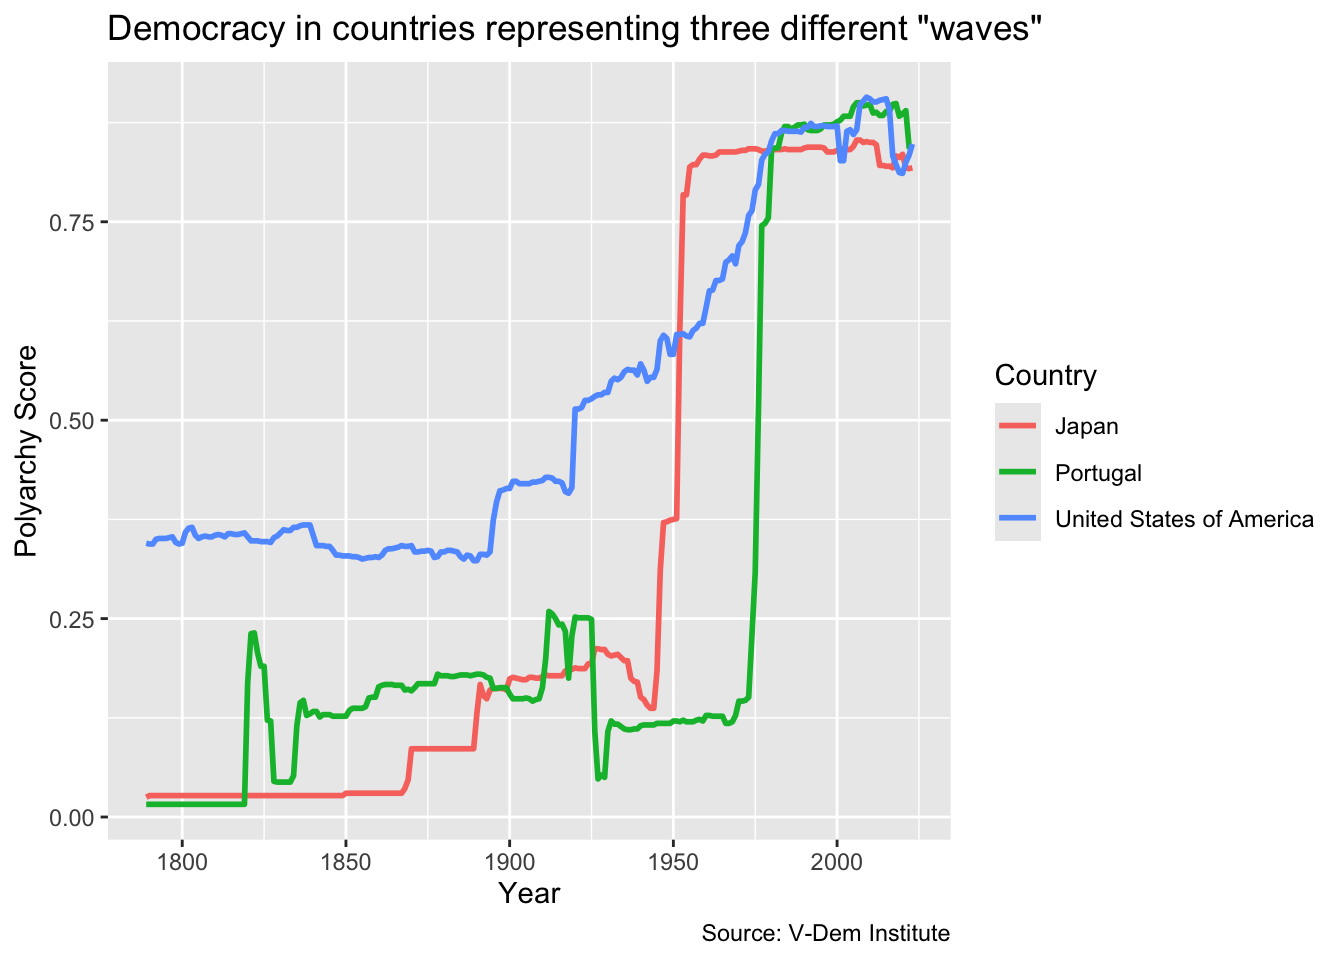 Democracy in countries representing three different "waves"
Polyarchy Score
0.75
0.50
0.25
0.00
1800 1850 1900 1950 2000
Year
Country
Japan
Portugal
United States of America
Source: V-Dem Institute